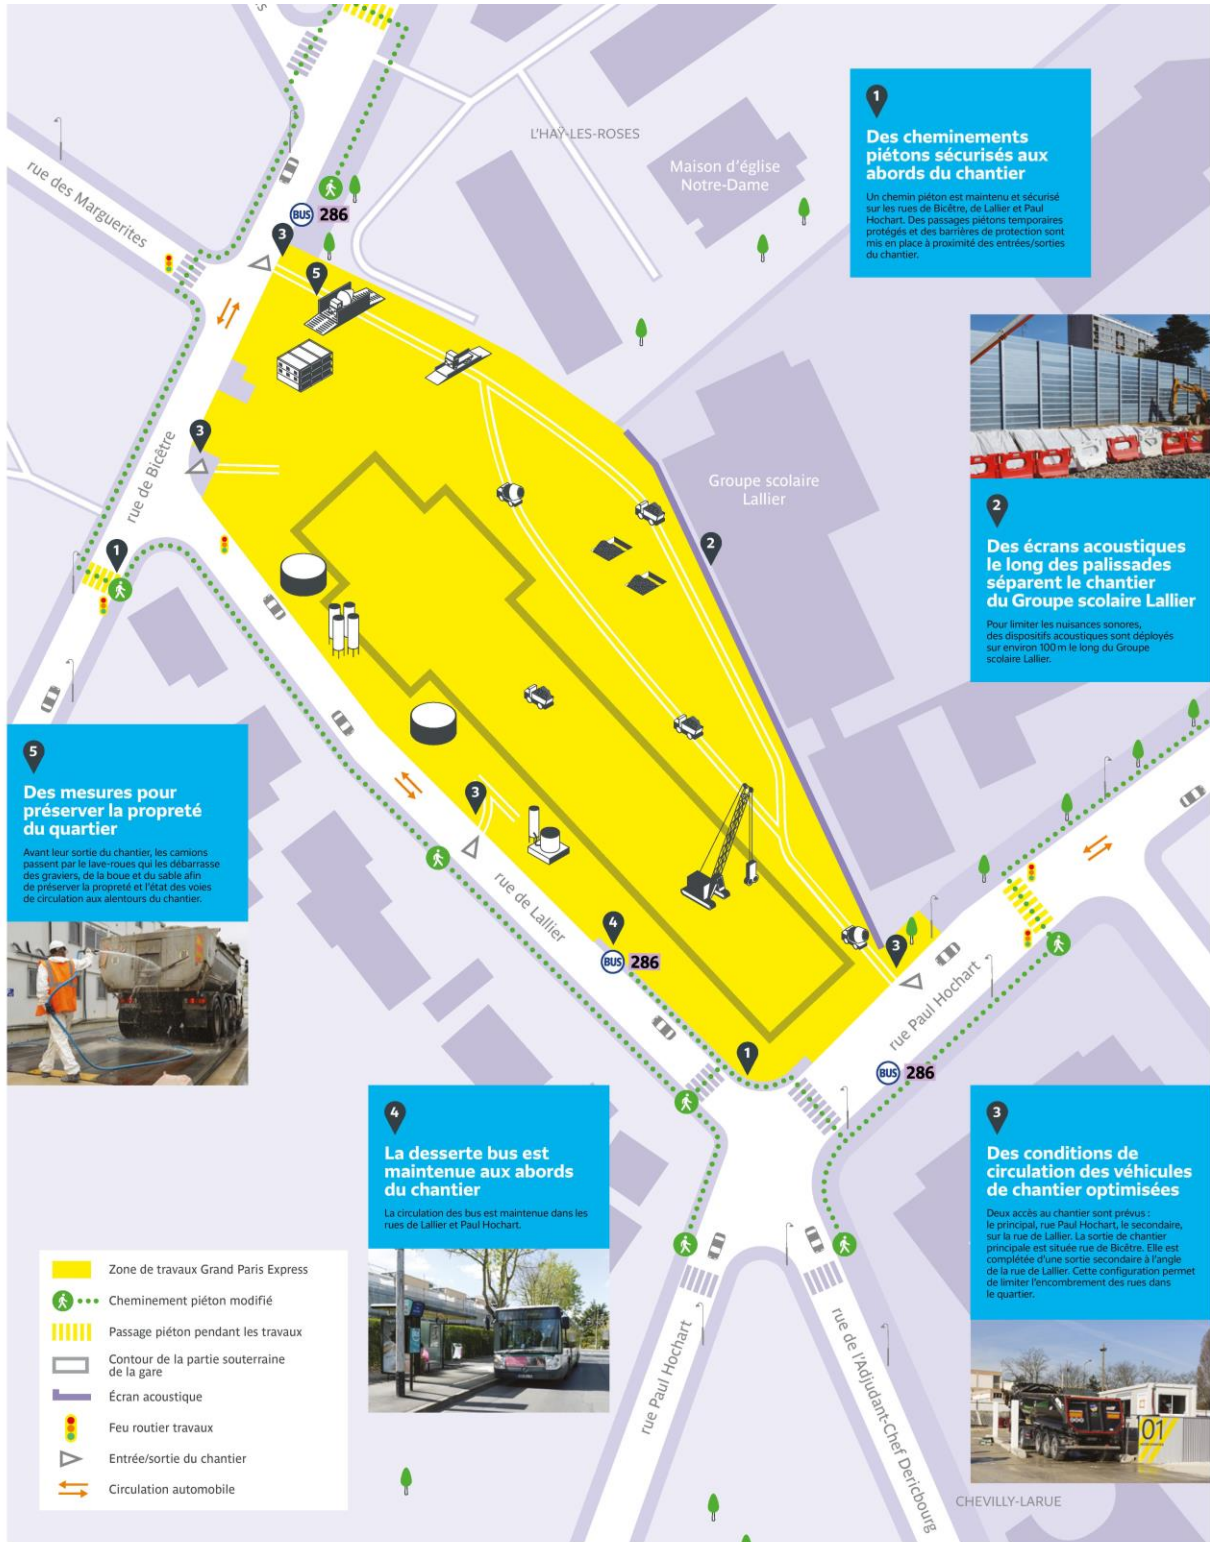 L'HAŸ-LES-ROSES
Maison d'église
Notre-Dame
rue des Marguerites
BUS 286
3
5
1
Des cheminements
piétons sécurisés aux
abords du chantier
Un chemin piéton est maintenu et sécurisé
sur les rues de Bicêtre, de Lallier et Paul
Hochart. Des passages piétons temporaires
protégés et des barrières de protection sont
mis en place à proximité des entrées/sorties
du chantier.
rue de Bicêtre
3
1
Groupe scolaire
Lallier
2
2
Des écrans acoustiques
le long des palissades
séparent le chantier
du Groupe scolaire Lallier
Pour limiter les nuisances sonores,
des dispositifs acoustiques sont déployés
sur environ 100 m le long du Groupe
scolaire Lallier.
5
Des mesures pour
préserver la propreté
du quartier
Avant leur sortie du chantier, les camions
passent par le lave-roues qui les débarrasse
des graviers, de la boue et du sable afin
de préserver la propreté et l'état des voies
de circulation aux alentours du chantier.
3
rue de Lallier
4
BUS 286
3
rue Paul Hochart
1
BUS 286
4
La desserte bus est
maintenue aux abords
du chantier
La circulation des bus est maintenue dans les
rues de Lallier et Paul Hochart.
3
Des conditions de
circulation des véhicules
de chantier optimisées
Deux accès au chantier sont prévus :
le principal, rue Paul Hochart, le secondaire,
sur la rue de Lallier. La sortie de chantier
principale est située rue de Bicêtre. Elle est
complétée d'une sortie secondaire à l'angle
de la rue de Lallier. Cette configuration permet
de limiter l'encombrement des rues dans
le quartier.
01
rue Paul Hochart
rue de l'Adjudant-Chef Dericbourg
CHEVILLY-LARUE
Zone de travaux Grand Paris Express
Cheminement piéton modifié
Passage piéton pendant les travaux
Contour de la partie souterraine
de la gare
Écran acoustique
Feu routier travaux
Entrée/sortie du chantier
Circulation automobile